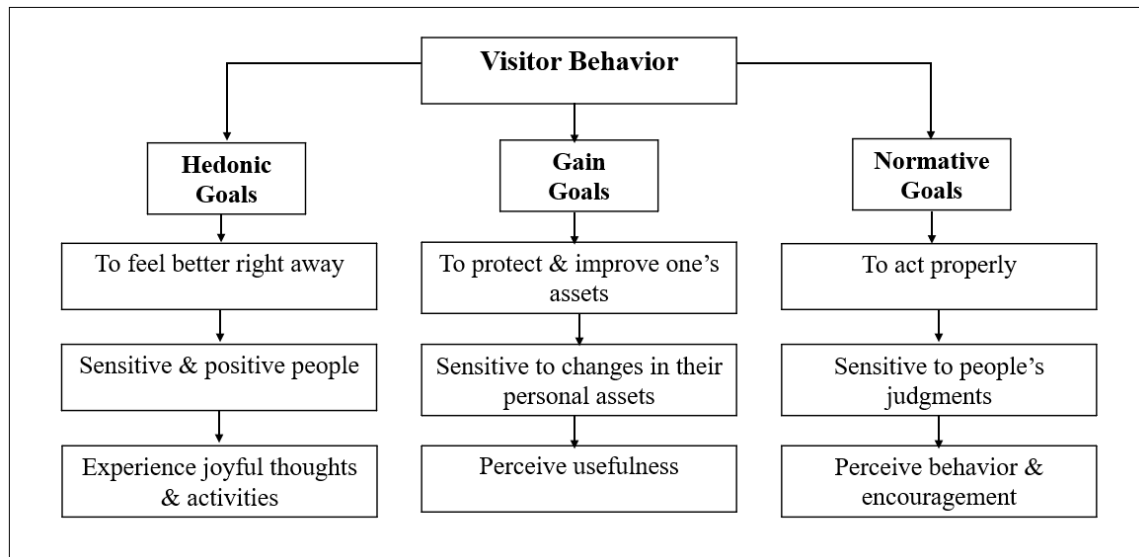 Visitor Behavior
Hedonic
Goals
To feel better right away
Sensitive & positive people
Experience joyful thoughts
& activities
Gain
Goals
To protect & improve one’s
assets
Sensitive to changes in their
personal assets
Perceive usefulness
Normative
Goals
To act properly
Sensitive to people’s
judgments
Perceive behavior &
encouragement